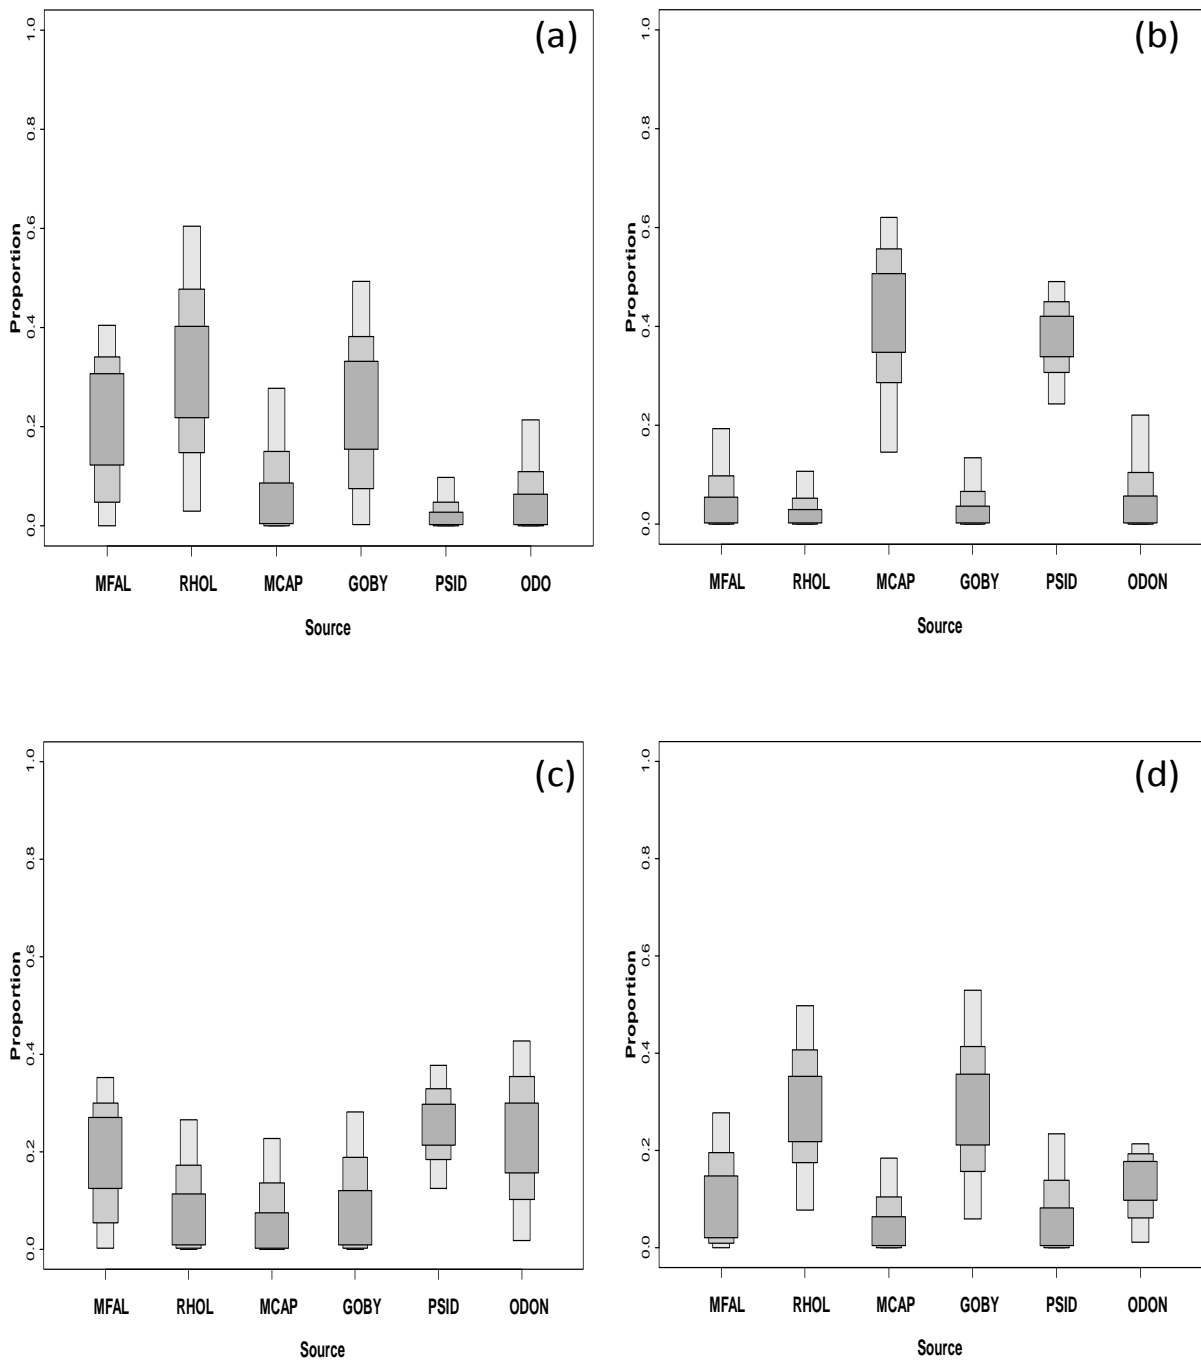 (a)
1.0
0.8
0.6
0.4
0.2
0.0
Proportion
MFAL RHOL MCAP GOBY PSID ODO
Source
(b)
1.0
0.8
0.6
0.4
0.2
0.0
Proportion
MFAL RHOL MCAP GOBY PSID ODON
Source
(c)
1.0
0.8
0.6
0.4
0.2
0.0
Proportion
MFAL RHOL MCAP GOBY PSID ODON
Source
(d)
1.0
0.8
0.6
0.4
0.2
0.0
Proportion
MFAL RHOL MCAP GOBY PSID ODON
Source